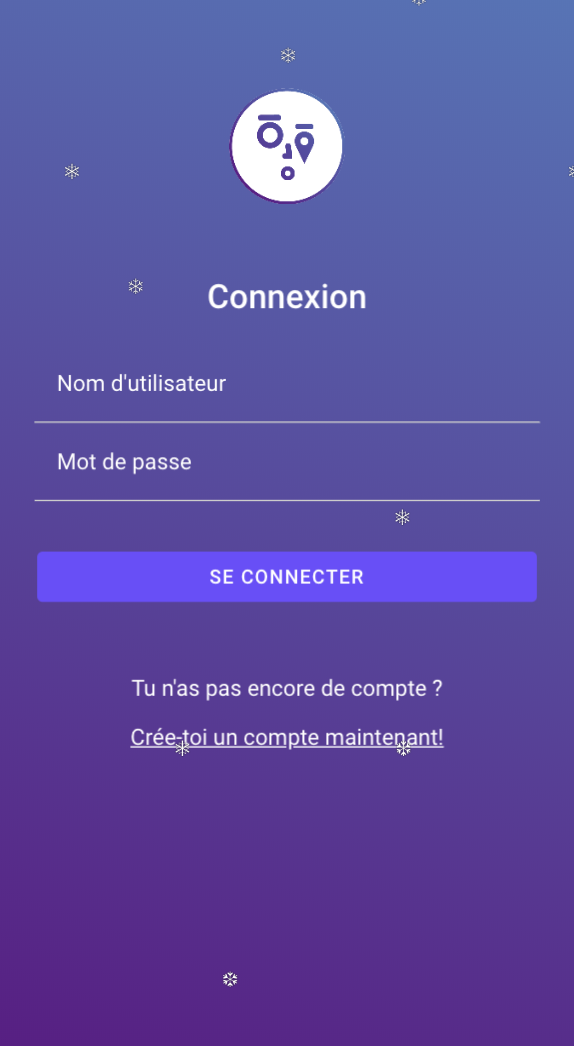 Connexion
Nom d'utilisateur
Mot de passe
SE CONNECTER
Tu n'as pas encore de compte ?
Crée-toi un compte maintenant!